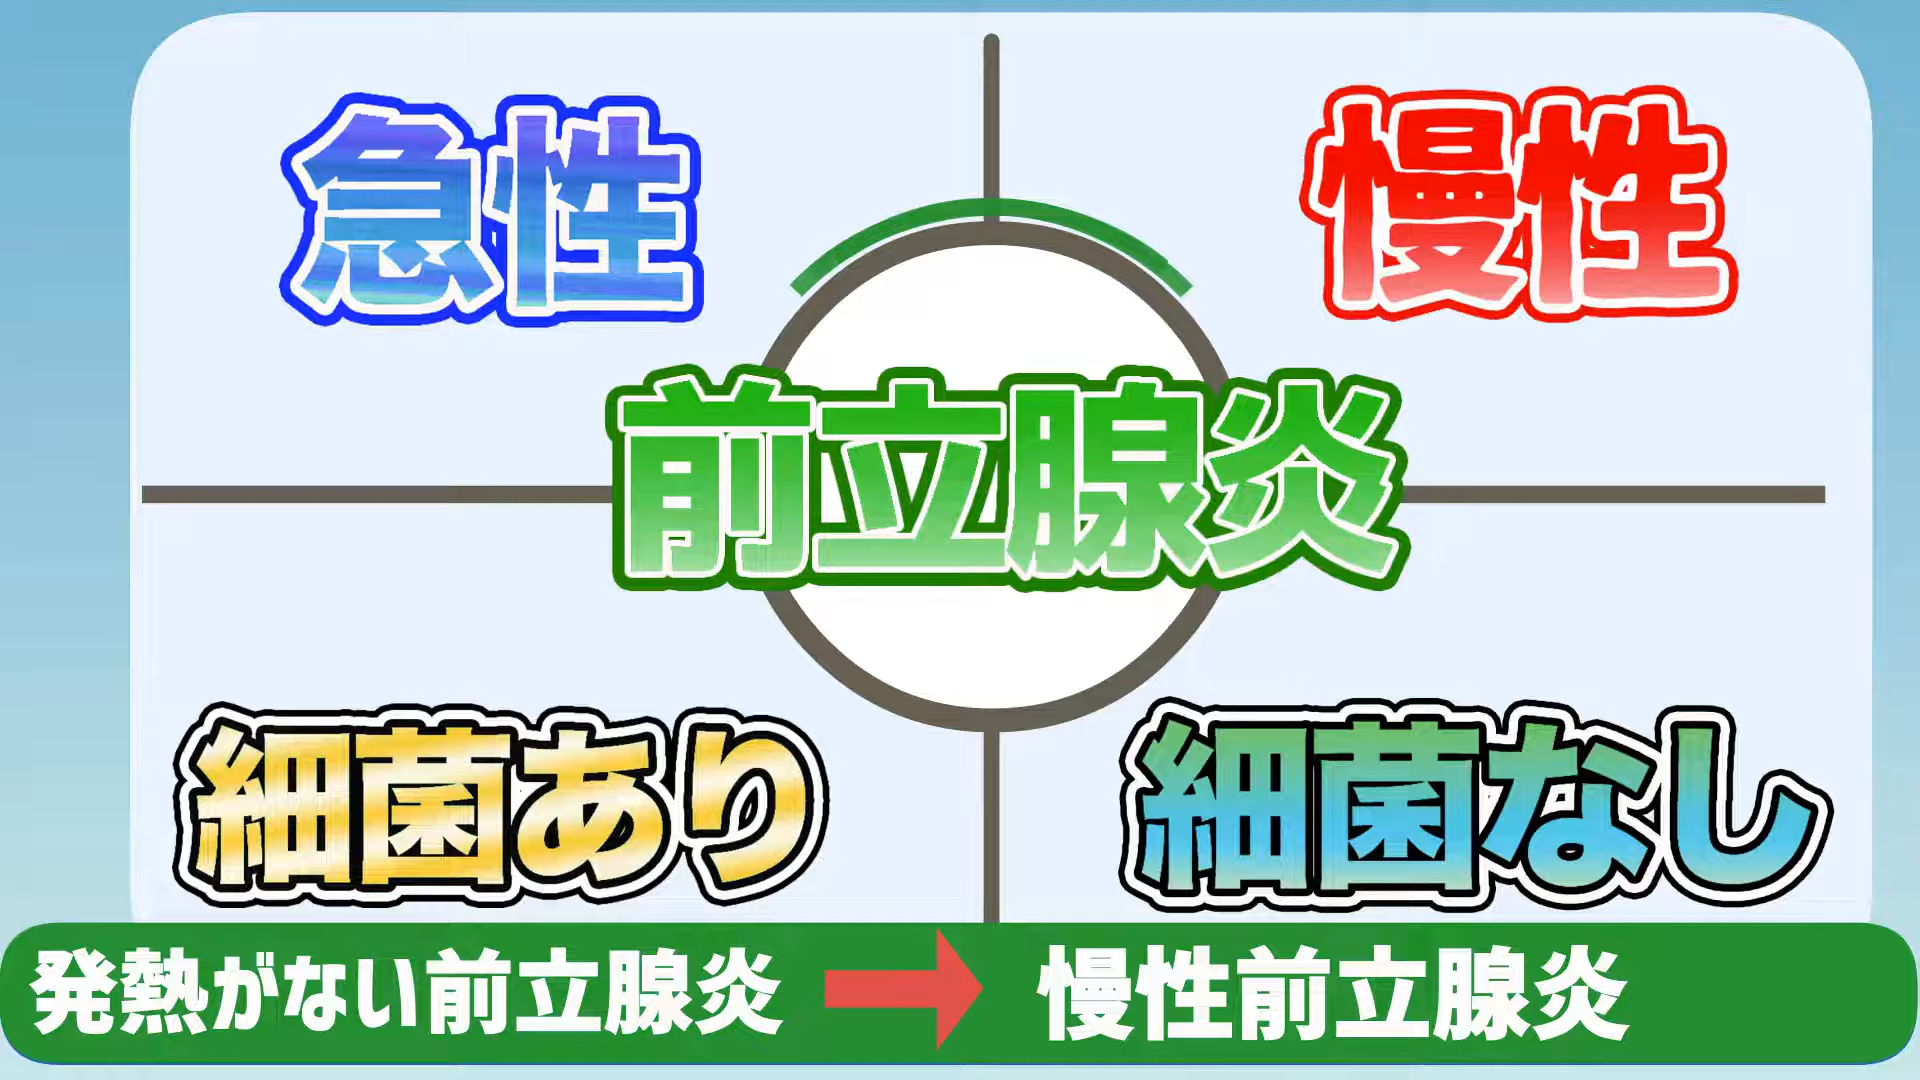 急性
慢性
前立腺炎
細菌あり
細菌なし
発熱がない前立腺炎 → 慢性前立腺炎